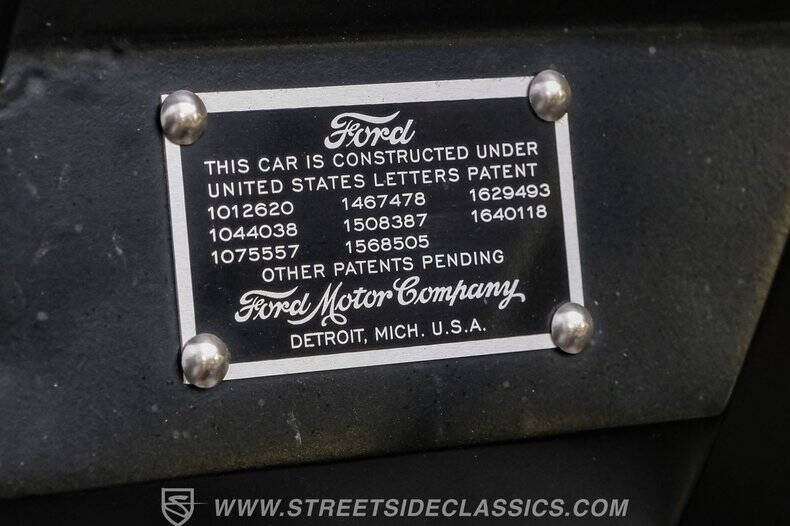 Ford
THIS CAR IS CONSTRUCTED UNDER
UNITED STATES LETTERS PATENT
1012620 1467478 1629493
1044038 1508387 1640118
1075557 1568505
OTHER PATENTS PENDING
Ford Motor Company
DETROIT, MICH. U.S.A.
WWW.STREETSIDECLASSICS.COM